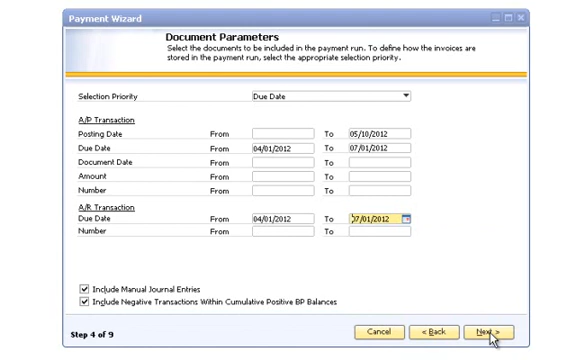 Payment Wizard
Document Parameters
Select the documents to be included in the payment run. To define how the invoices are
stored in the payment run, select the appropriate selection priority.
Selection Priority Due Date
A/P Transaction
Posting Date From To 05/10/2012
Due Date From 04/01/2012 To 07/01/2012
Document Date From To
Amount From To
Number From To
A/R Transaction
Due Date From 04/01/2012 To 07/01/2012
Number From To
Include Manual Journal Entries
Include Negative Transactions Within Cumulative Positive BP Balances
Step 4 of 9 Cancel < Back Next >